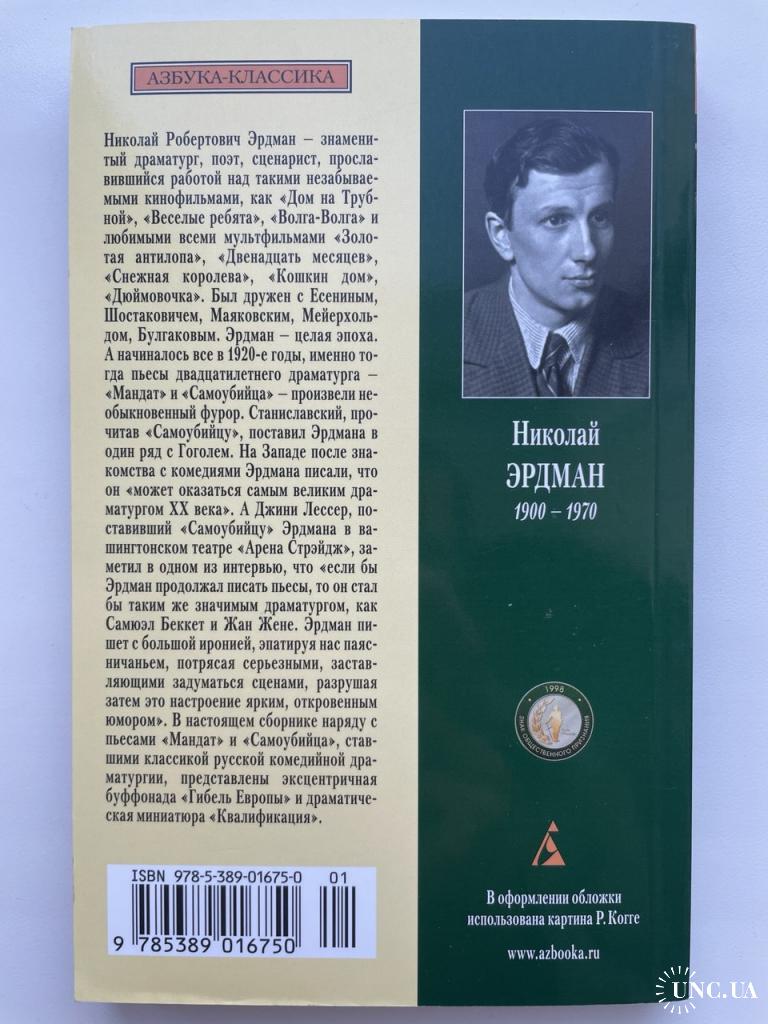 АЗБУКА-КЛАССИКА
Николай Робертович Эрдман – знамени-
тый драматург, поэт, сценарист, просла-
вившийся работой над такими незабывае-
мыми кинофильмами, как «Дом на Труб-
ной», «Веселые ребята», «Волга-Волга» и
любимыми всеми мультфильмами «Золо-
тая антилопа», «Двенадцать месяцев»,
«Снежная королева», «Кошкин дом»,
«Дюймовочка». Был дружен с Есениным,
Шостаковичем, Маяковским, Мейерхоль-
дом, Булгаковым. Эрдман – целая эпоха.
А начиналось все в 1920-е годы, именно то-
гда пьесы двадцатилетнего драматурга –
«Мандат» и «Самоубийца» – произвели не-
обыкновенный фурор. Станиславский, про-
читав «Самоубийцу», поставил Эрдмана в
один ряд с Гоголем. На Западе после зна-
комства с комедиями Эрдмана писали, что
он «может оказаться самым великим дра-
матургом XX века». А Джини Лессер, по-
ставивший «Самоубийцу» Эрдмана в ва-
шингтонском театре «Арена Стрэйдж», за-
метил в одном из интервью, что «если бы
Эрдман продолжал писать пьесы, то он стал
бы таким же значимым драматургом, как
Самюэл Беккет и Жан Жене. Эрдман пи-
шет с большой иронией, эпатируя нас паяс-
ничаньем, потрясая серьезными, застав-
ляющими задуматься сценами, разрушая
затем это настроение ярким, откровенным
юмором». В настоящем сборнике наряду с
пьесами «Мандат» и «Самоубийца», став-
шими классикой русской комедийной дра-
матургии, представлены эксцентричная
буффонада «Гибель Европы» и драматиче-
ская миниатюра «Квалификация».
ISBN 978-5-389-01675-0 01
9 785389 016750
Николай
ЭРДМАН
1900 – 1970
1998
ЗНАК ОБЩЕСТВЕННОГО ПРИЗНАНИЯ
В оформлении обложки
использована картина Р. Когге
www.azbooka.ru
UNC.UA